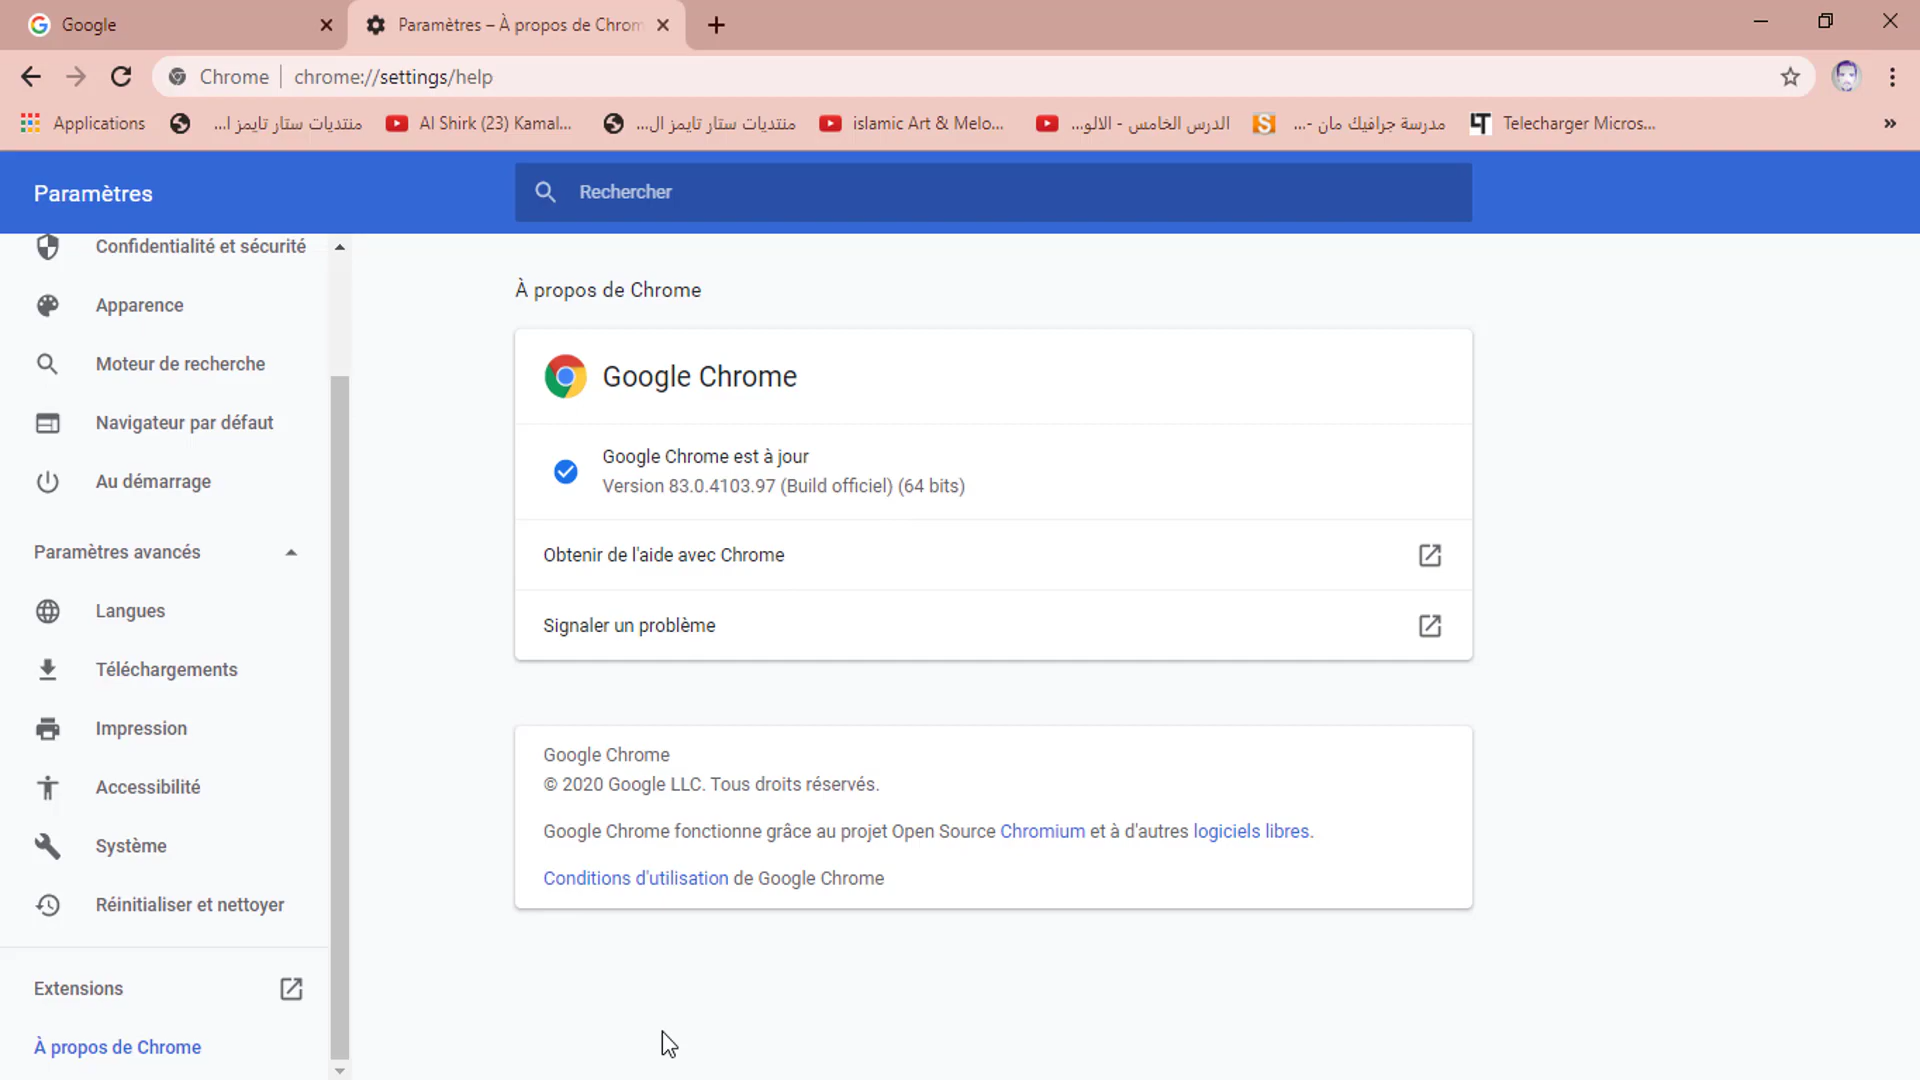 Google
Paramètres – À propos de Chrom
Chrome | chrome://settings/help
Applications
منتديات ستار تايمز ا...
Al Shirk (23) Kamal...
منتديات ستار تايمز ال...
islamic Art & Melo...
الدرس الخامس - الالو...
مدرسة جرافيك مان -...
Telecharger Micros...
Paramètres
Rechercher
Confidentialité et sécurité
Apparence
Moteur de recherche
Navigateur par défaut
Au démarrage
Paramètres avancés
Langues
Téléchargements
Impression
Accessibilité
Système
Réinitialiser et nettoyer
Extensions
À propos de Chrome
À propos de Chrome
Google Chrome
Google Chrome est à jour
Version 83.0.4103.97 (Build officiel) (64 bits)
Obtenir de l'aide avec Chrome
Signaler un problème
Google Chrome
© 2020 Google LLC. Tous droits réservés.
Google Chrome fonctionne grâce au projet Open Source Chromium et à d'autres logiciels libres.
Conditions d'utilisation de Google Chrome